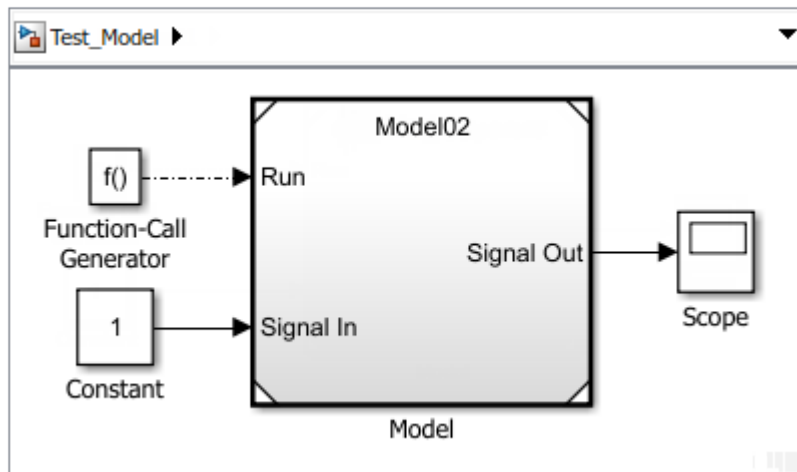 Test_Model
Model02
f()
Run
Function-Call
Generator
Signal Out
1
Signal In
Scope
Constant
Model